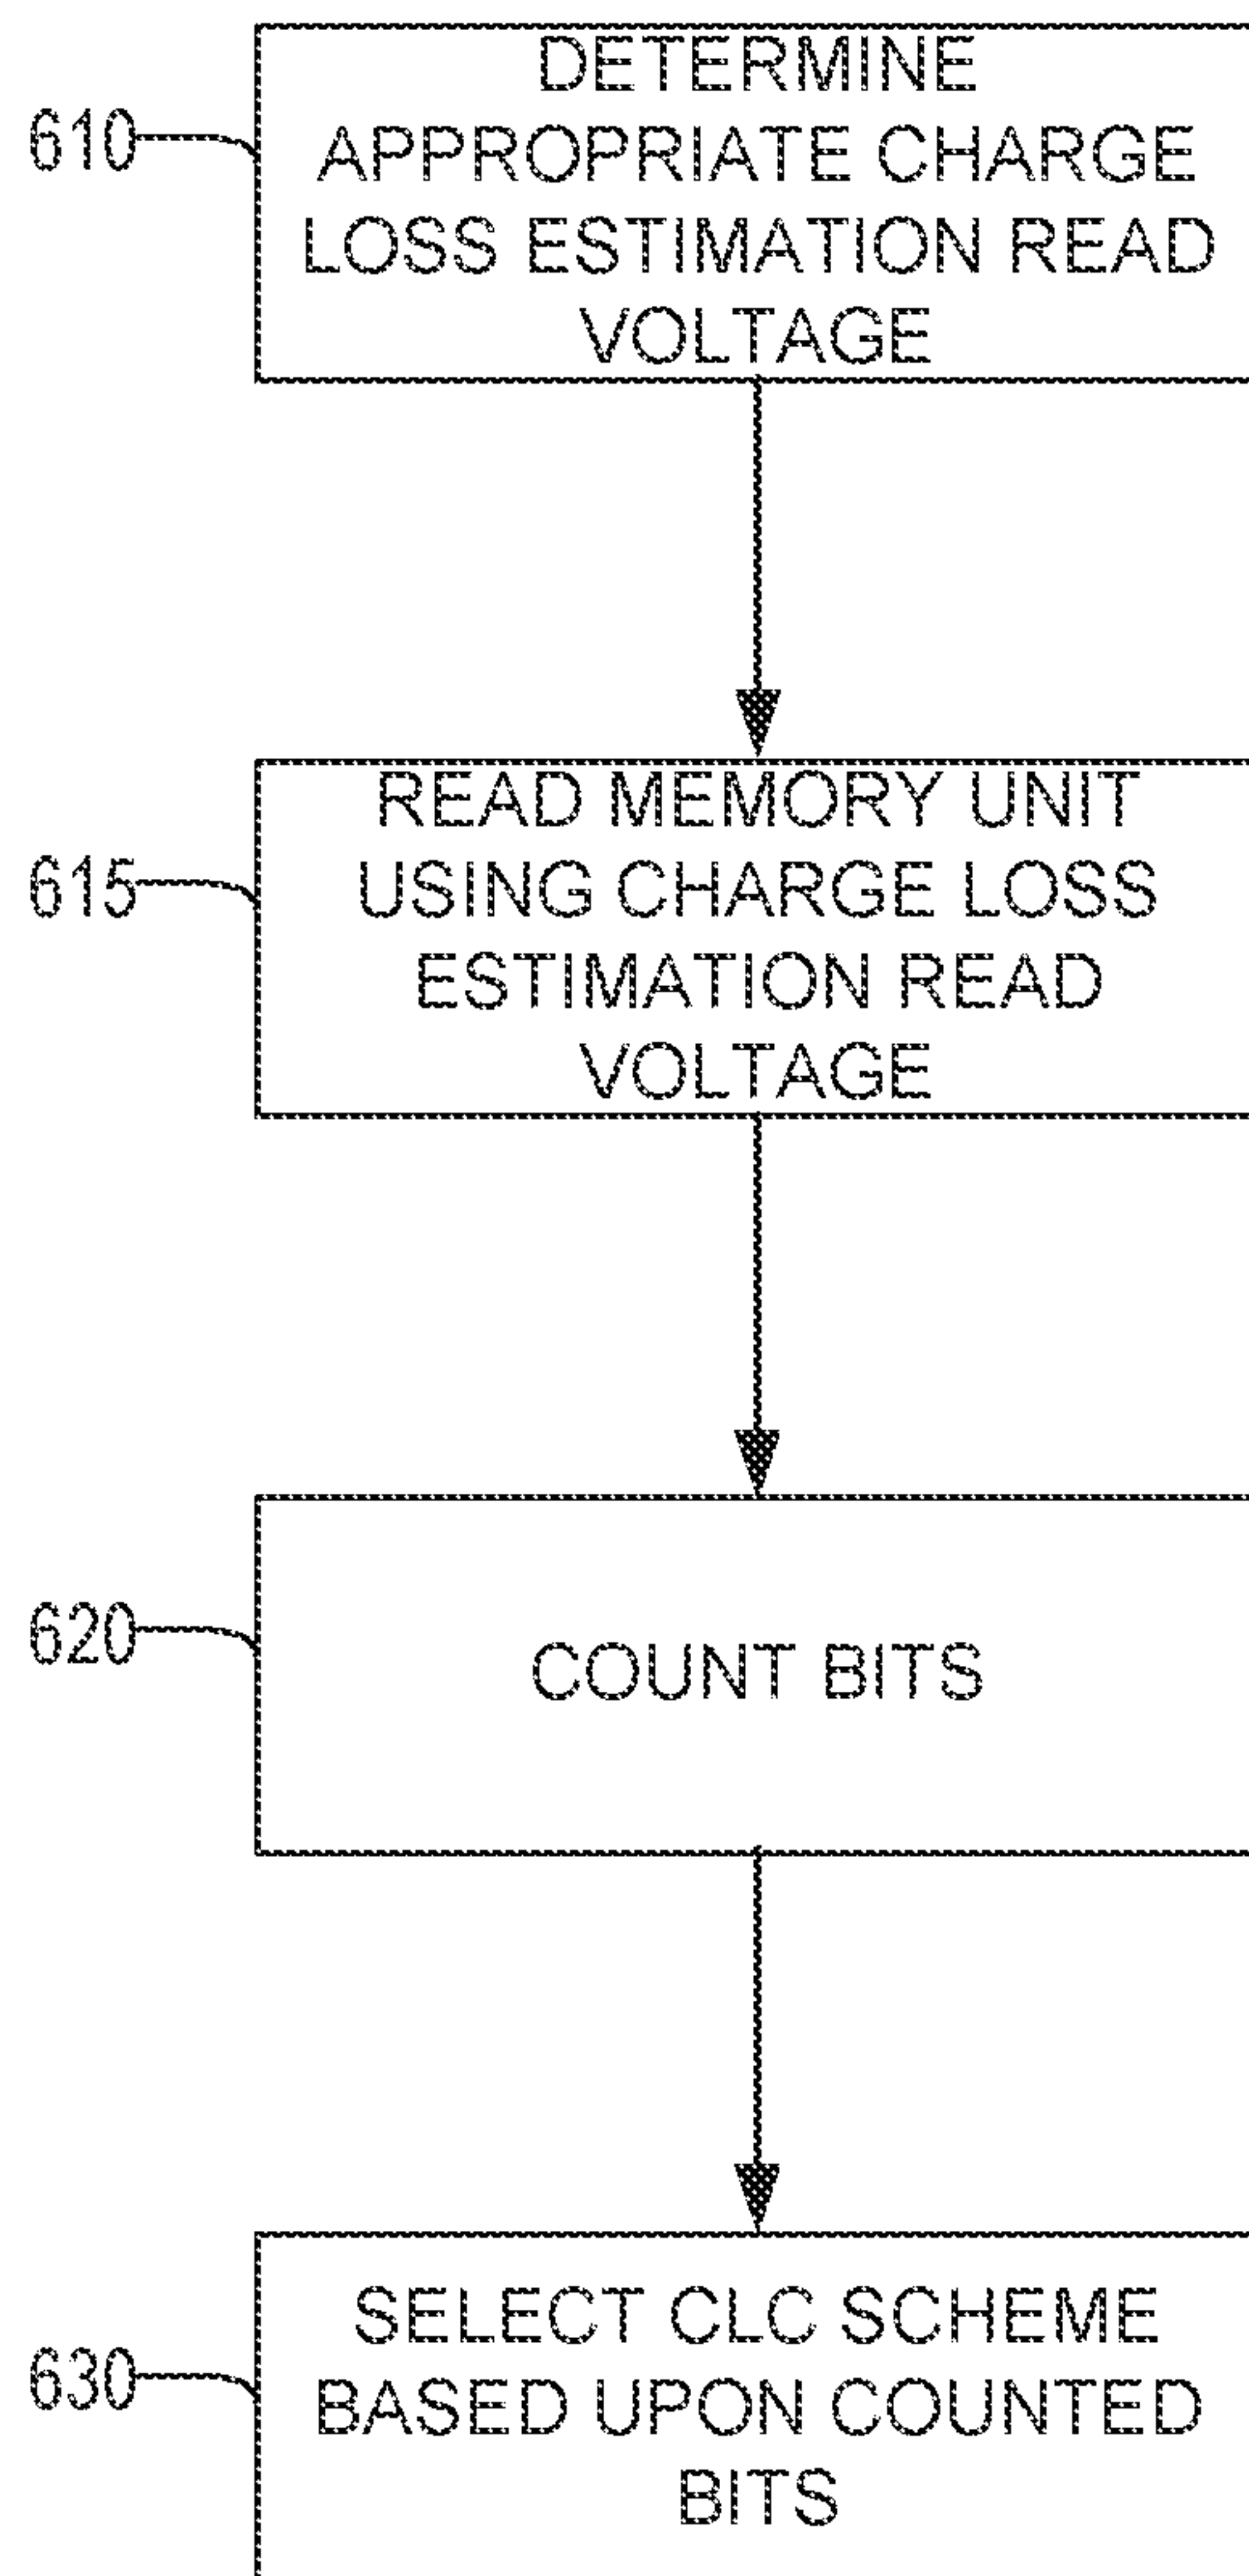 DETERMINE
610
APPROPRIATE CHARGE
LOSS ESTIMATION READ
VOLTAGE
READ MEMORY UNIT
615
USING CHARGE LOSS
ESTIMATION READ
VOLTAGE
620
COUNT BITS
SELECT CLC SCHEME
630
BASED UPON COUNTED
BITS